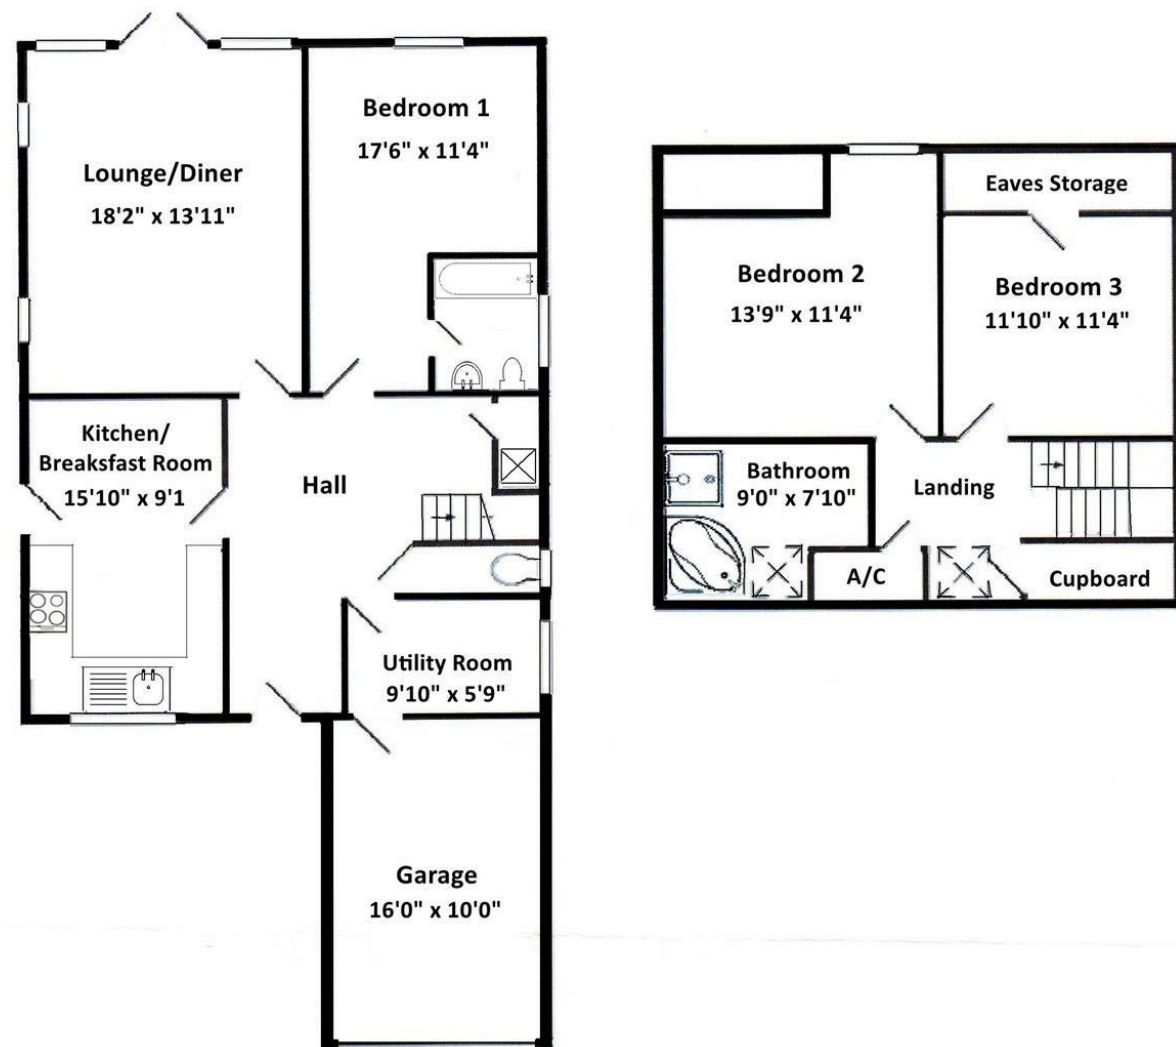 Lounge/Diner
18'2" x 13'11"
Bedroom 1
17'6" x 11'4"
Kitchen/
Breaksfast Room
15'10" x 9'1
Hall
Utility Room
9'10" x 5'9"
Garage
16'0" x 10'0"
Eaves Storage
Bedroom 2
13'9" x 11'4"
Bedroom 3
11'10" x 11'4"
Bathroom
9'0" x 7'10"
Landing
A/C
Cupboard